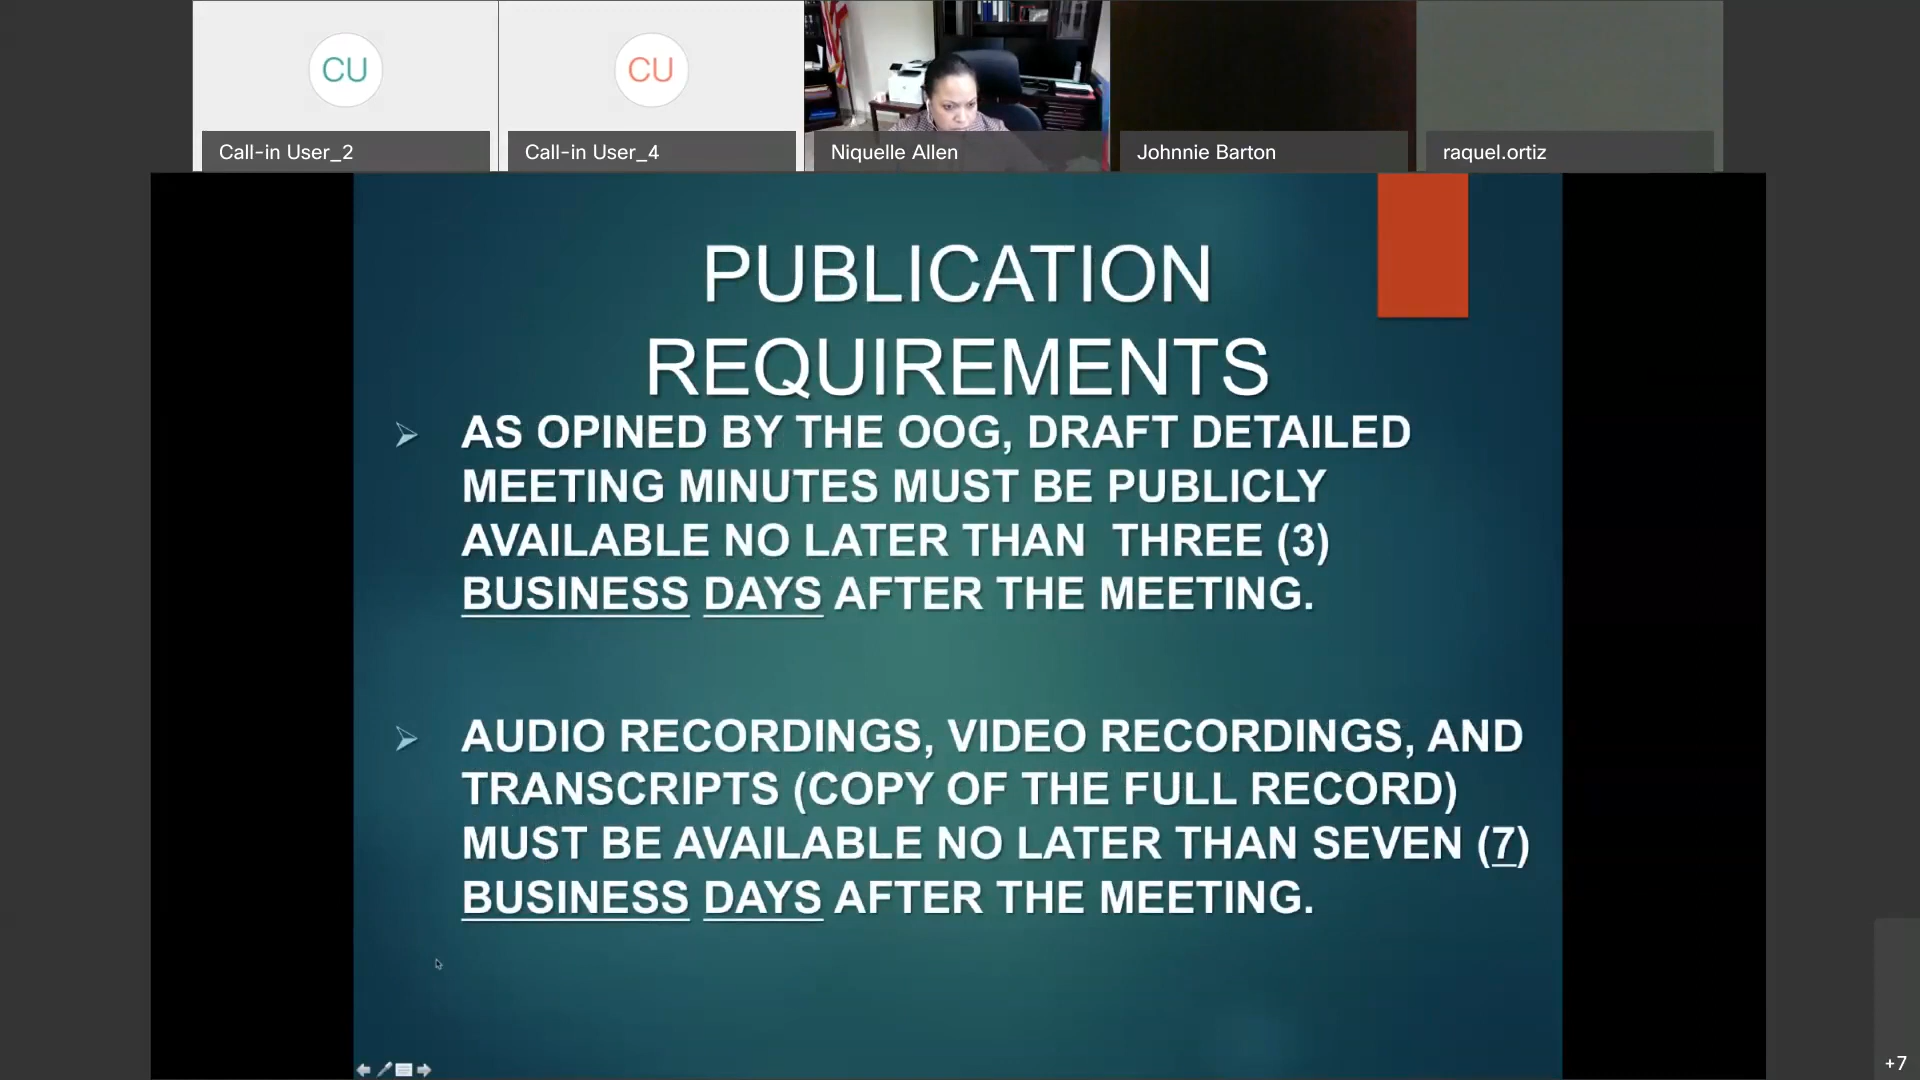 CU
CU
Call-in User_2
Call-in User_4
Niquelle Allen
Johnnie Barton
raquel.ortiz
PUBLICATION
REQUIREMENTS
AS OPINED BY THE OOG, DRAFT DETAILED
MEETING MINUTES MUST BE PUBLICLY
AVAILABLE NO LATER THAN THREE (3)
BUSINESS DAYS AFTER THE MEETING.
AUDIO RECORDINGS, VIDEO RECORDINGS, AND
TRANSCRIPTS (COPY OF THE FULL RECORD)
MUST BE AVAILABLE NO LATER THAN SEVEN (7)
BUSINESS DAYS AFTER THE MEETING.
+7